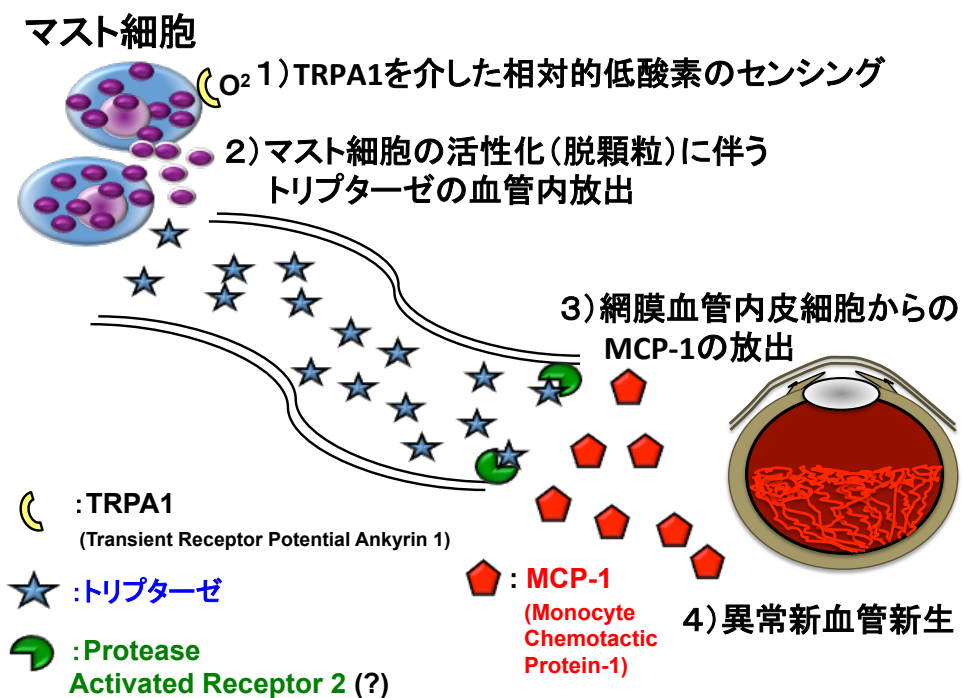 マスト細胞
O2 1)TRPA1を介した相対的低酸素のセンシング
2)マスト細胞の活性化(脱顆粒)に伴う
トリプターゼの血管内放出
3)網膜血管内皮細胞からの
MCP-1の放出
:TRPA1
(Transient Receptor Potential Ankyrin 1)
:トリプターゼ
:Protease
Activated Receptor 2 (?)
: MCP-1
(Monocyte
Chemotactic
Protein-1)
4)異常新血管新生